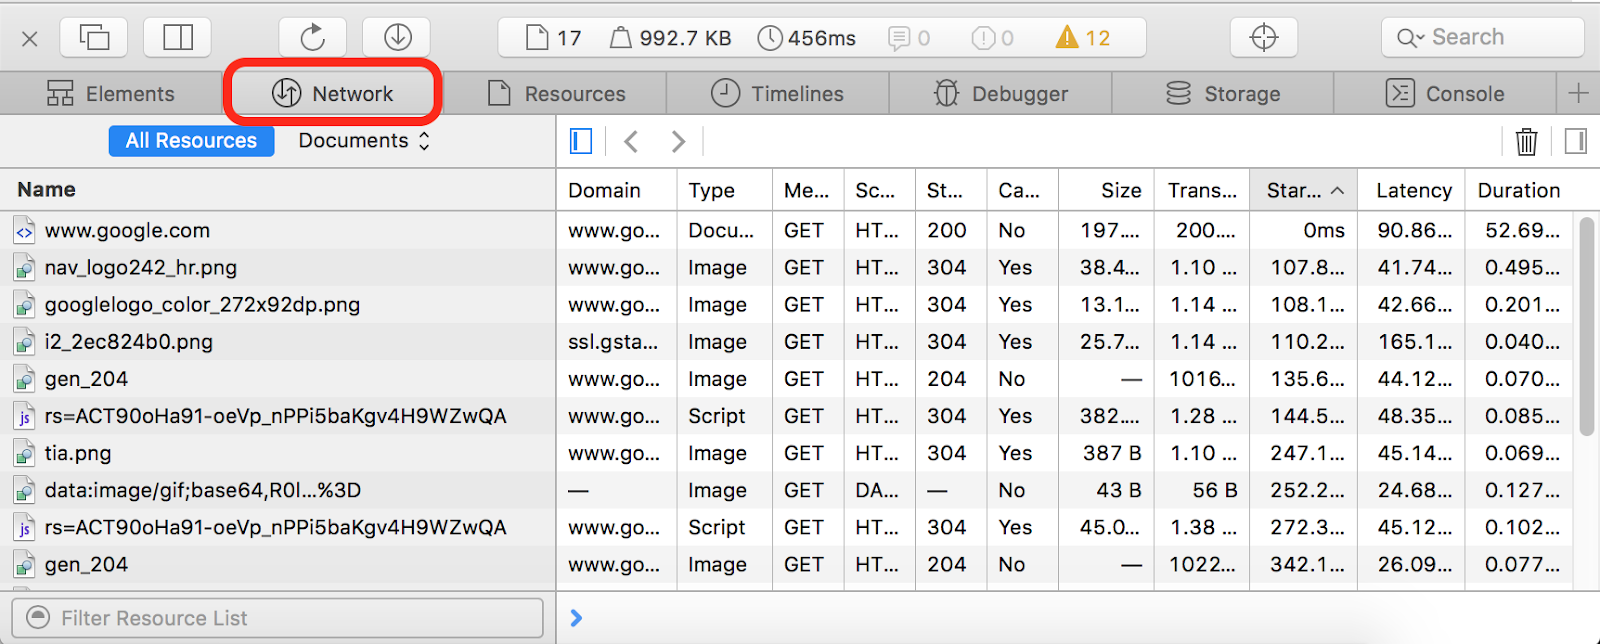 17 992.7 KB 456ms 0 0 12 Search
Elements Network Resources Timelines Debugger Storage Console
All Resources Documents
Name Domain Type Me... Sc... St... Ca... Size Trans... Star... Latency Duration
www.google.com www.go... Docu... GET HT... 200 No 197.... 200.... 0ms 90.86... 52.69...
nav_logo242_hr.png www.go... Image GET HT... 304 Yes 38.4... 1.10 ... 107.8... 41.74... 0.495...
googlelogo_color_272x92dp.png www.go... Image GET HT... 304 Yes 13.1... 1.14 ... 108.1... 42.66... 0.201...
i2_2ec824b0.png ssl.gsta... Image GET HT... 304 Yes 25.7... 1.14 ... 110.2... 165.1... 0.040...
gen_204 www.go... Image GET HT... 204 No — 1016... 135.6... 44.12... 0.070...
js rs=ACT90oHa91-oeVp_nPPi5baKgv4H9WZwQA www.go... Script GET HT... 304 Yes 382.... 1.28 ... 144.5... 48.35... 0.085...
tia.png www.go... Image GET HT... 304 Yes 387 B 1.10 ... 247.1... 45.14... 0.069...
data:image/gif;base64,R0l...%3D — Image GET DA... — No 43 B 56 B 252.2... 24.68... 0.127...
js rs=ACT90oHa91-oeVp_nPPi5baKgv4H9WZwQA www.go... Script GET HT... 304 Yes 45.0... 1.38 ... 272.3... 45.12... 0.102...
gen_204 www.go... Image GET HT... 204 No — 1022... 342.1... 26.09... 0.077...
Filter Resource List